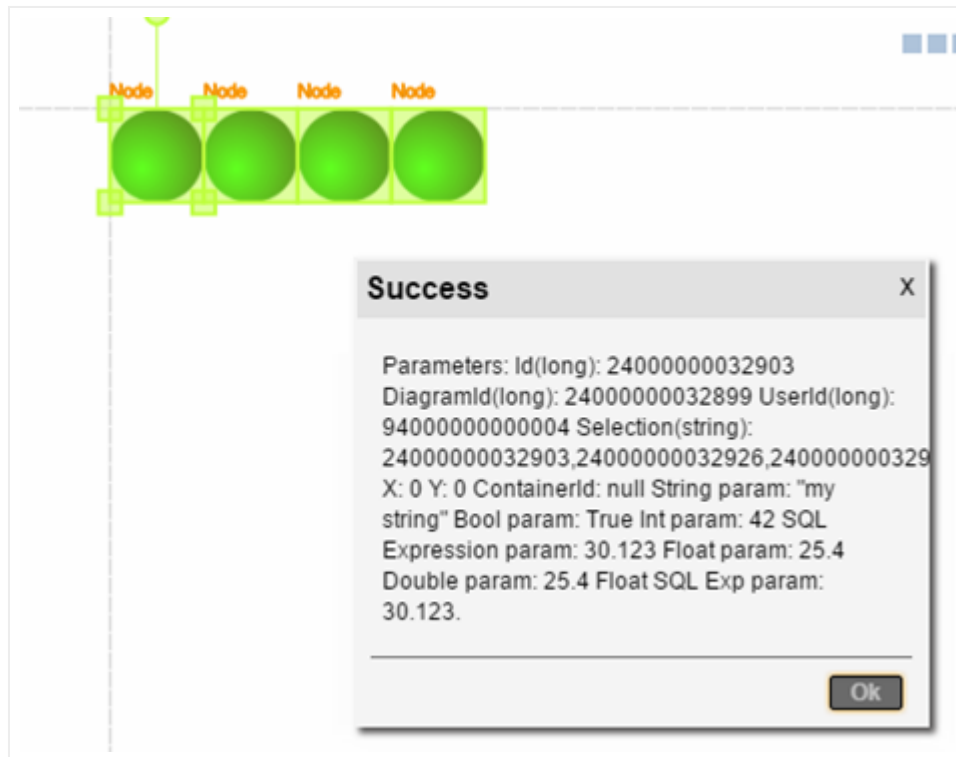 Node Node Node Node
Success X
Parameters: Id(long): 24000000032903
DiagramId(long): 24000000032899 UserId(long):
94000000000004 Selection(string):
24000000032903,24000000032926,240000000329
X: 0 Y: 0 ContainerId: null String param: "my
string" Bool param: True Int param: 42 SQL
Expression param: 30.123 Float param: 25.4
Double param: 25.4 Float SQL Exp param:
30.123.
Ok